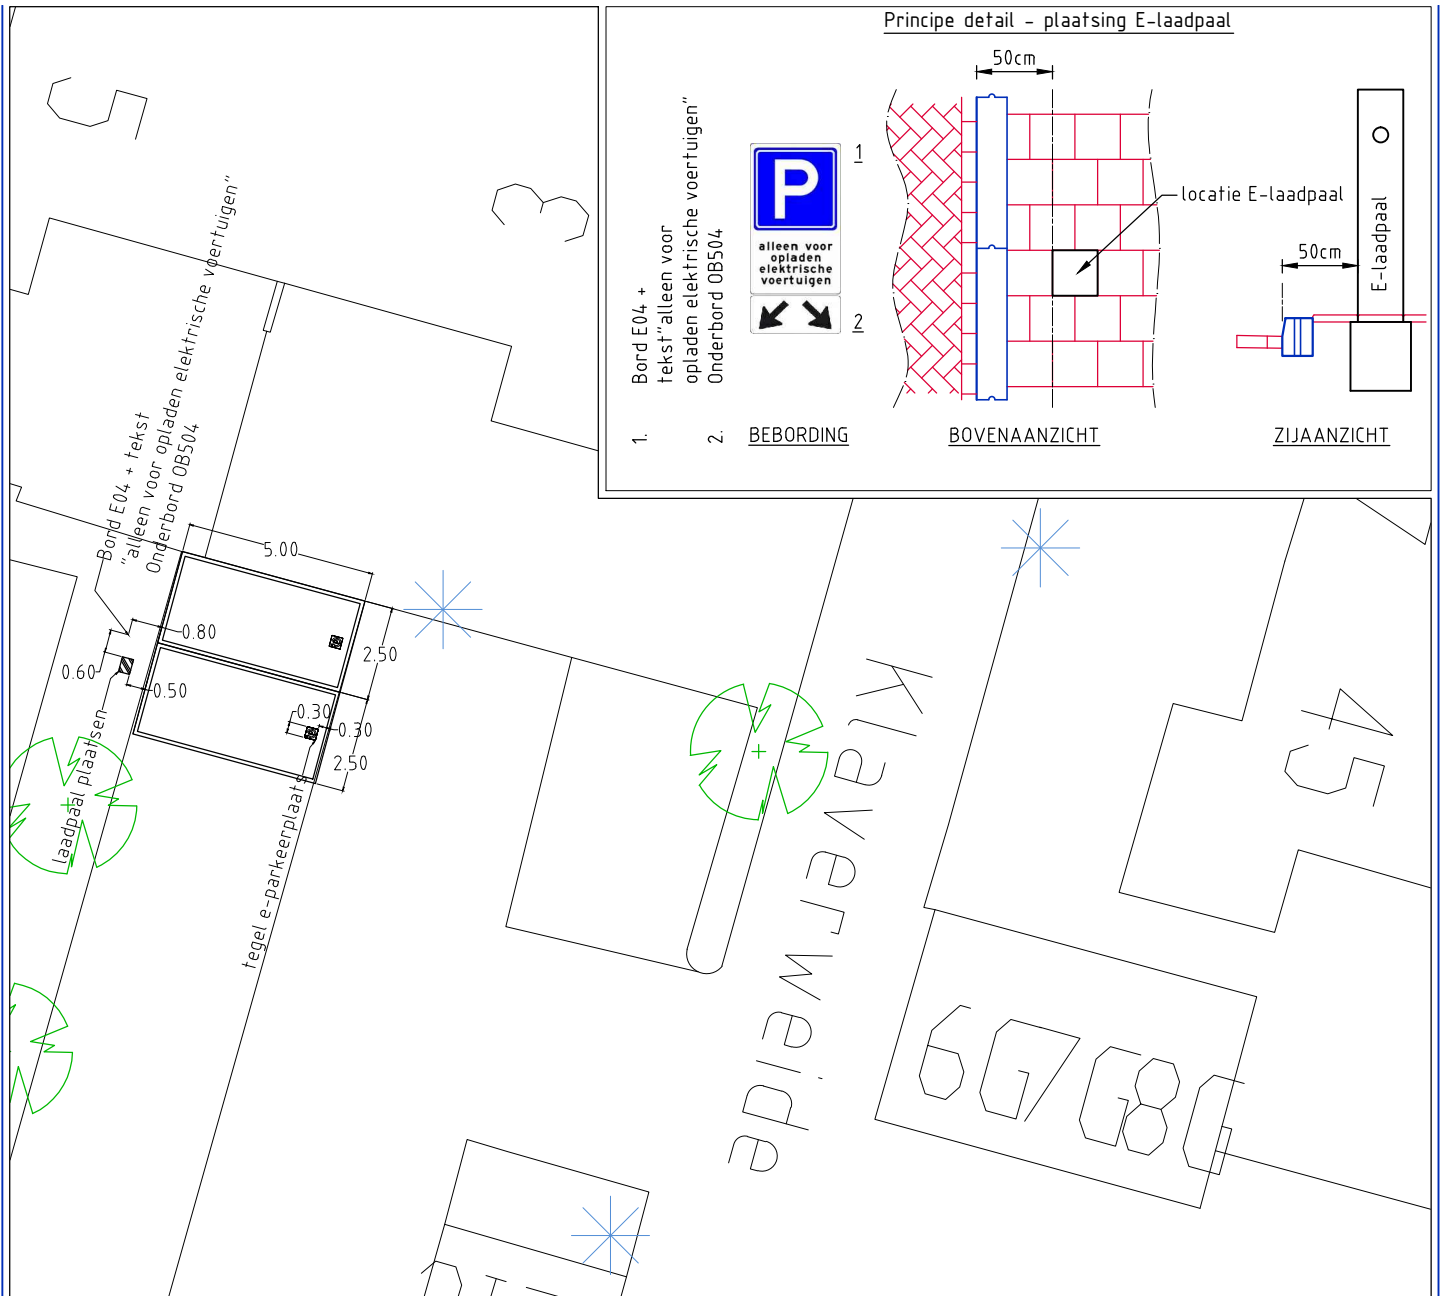 Principe detail - plaatsing E-laadpaal
1. Bord E04 +
tekst"alleen voor
opladen elektrische voertuigen"
2. Onderbord OB504
P
alleen voor
opladen
elektrische
voertuigen
1
2
BEBORDING
50cm
locatie E-laadpaal
BOVENAANZICHT
50cm
E-laadpaal
ZIJAANZICHT
5
3
Bord E04 + tekst
"alleen voor opladen elektrische voertuigen"
Onderbord OB504
5.00
0.80
2.50
0.60
0.50
0.30
0.30
2.50
laadpaal plaatsen
tegel e-parkeerplaats
Klaverweide
45